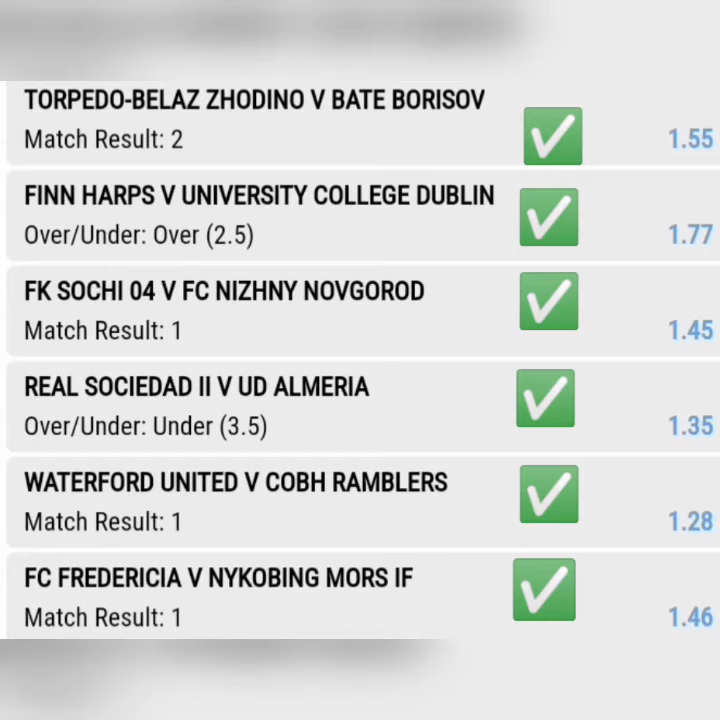 TORPEDO-BELAZ ZHODINO V BATE BORISOV
Match Result: 2
1.55
FINN HARPS V UNIVERSITY COLLEGE DUBLIN
Over/Under: Over (2.5)
1.77
FK SOCHI 04 V FC NIZHNY NOVGOROD
Match Result: 1
1.45
REAL SOCIEDAD II V UD ALMERIA
Over/Under: Under (3.5)
1.35
WATERFORD UNITED V COBH RAMBLERS
Match Result: 1
1.28
FC FREDERICIA V NYKOBING MORS IF
Match Result: 1
1.46